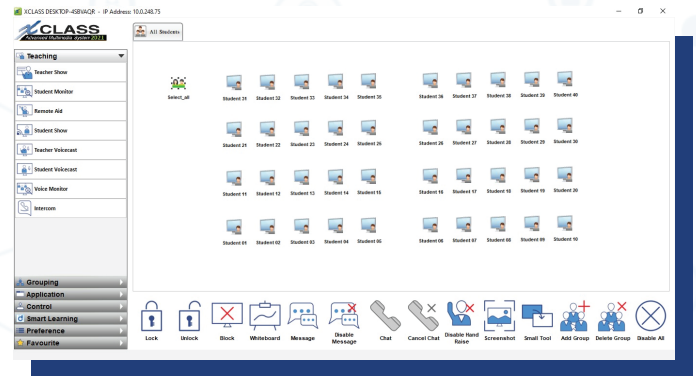 XCLASS DESKTOP-4SBVAQR - IP Address: 10.0.248.75
XCLASS
Advanced Multimedia System 2021
All Students
Teaching
Teacher Show
Student Monitor
Remote Aid
Student Show
Teacher Voicecast
Student Voicecast
Voice Monitor
Intercom
Grouping
Application
Control
Smart Learning
Preference
Favourite
Select_all
Student 31 Student 32 Student 33 Student 34 Student 35 Student 36 Student 37 Student 38 Student 39 Student 40
Student 21 Student 22 Student 23 Student 24 Student 25 Student 26 Student 27 Student 28 Student 29 Student 30
Student 11 Student 12 Student 13 Student 14 Student 15 Student 16 Student 17 Student 18 Student 19 Student 20
Student 01 Student 02 Student 03 Student 04 Student 05 Student 06 Student 07 Student 08 Student 09 Student 10
Lock Unlock Block Whiteboard Message Disable Message Chat Cancel Chat Disable Hand Raise Screenshot Small Tool Add Group Delete Group Disable All